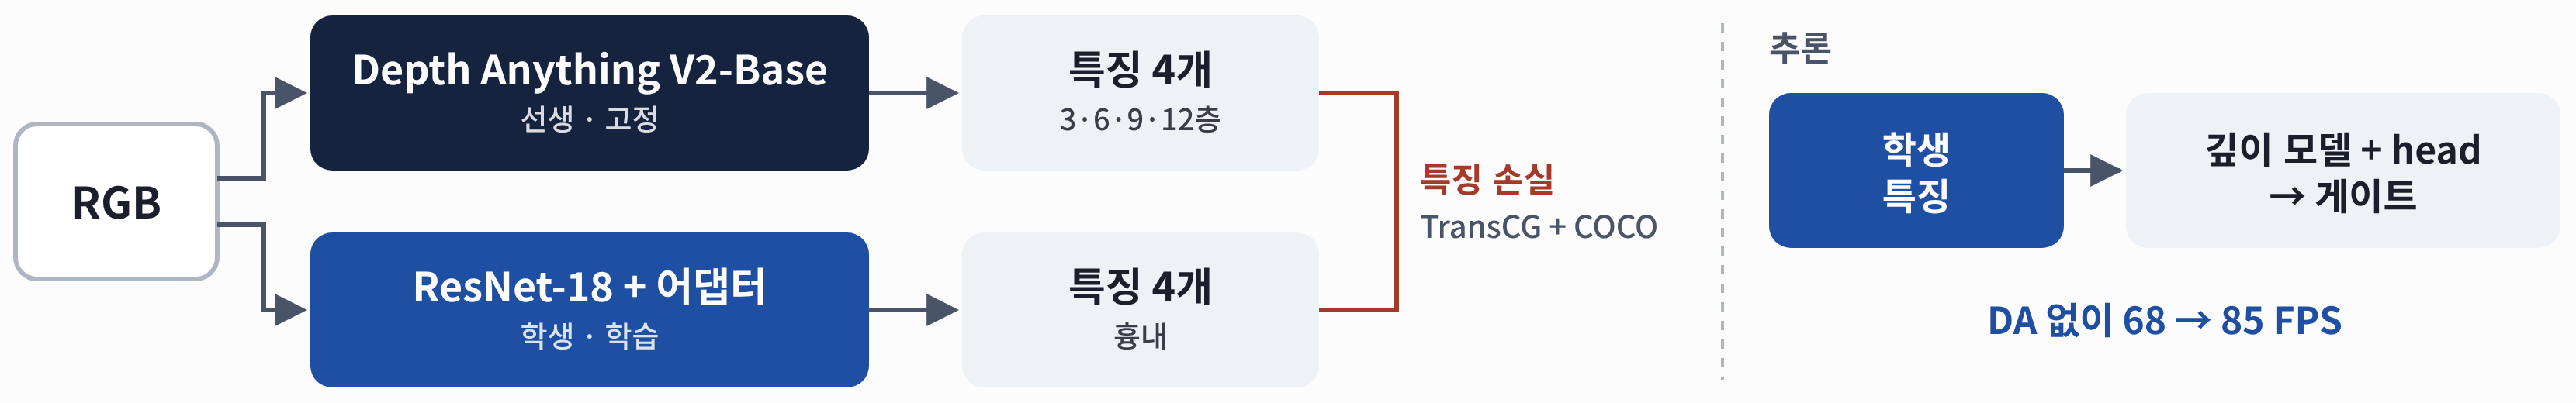 RGB
Depth Anything V2-Base
선생 · 고정
특징 4개
3·6·9·12층
ResNet-18 + 어댑터
학생 · 학습
특징 4개
흉내
특징 손실
TransCG + COCO
추론
학생
특징
깊이 모델 + head
→ 게이트
DA 없이 68 → 85 FPS